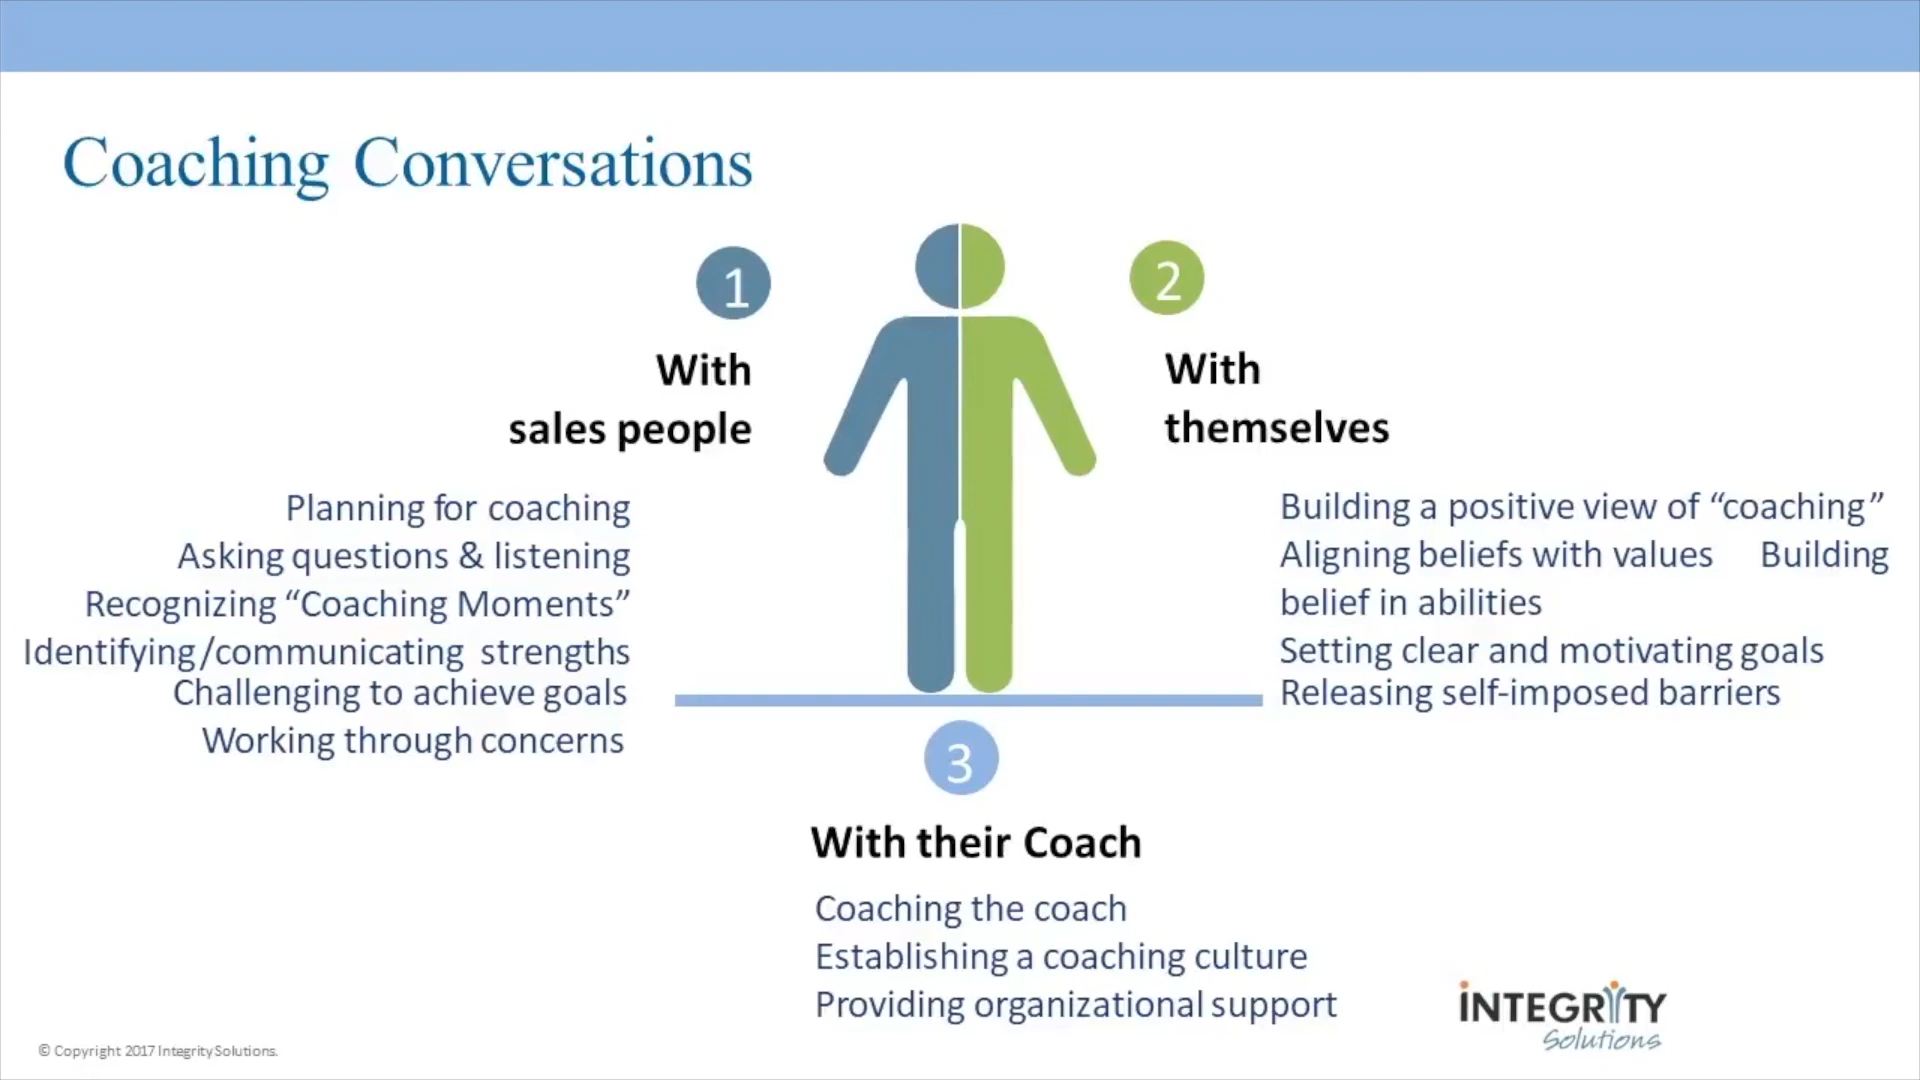 Coaching Conversations
1
With
sales people
Planning for coaching
Asking questions & listening
Recognizing “Coaching Moments”
Identifying/communicating strengths
Challenging to achieve goals
Working through concerns
2
With
themselves
Building a positive view of “coaching”
Aligning beliefs with values Building
belief in abilities
Setting clear and motivating goals
Releasing self-imposed barriers
3
With their Coach
Coaching the coach
Establishing a coaching culture
Providing organizational support
INTEGRITY
Solutions
© Copyright 2017 Integrity Solutions.